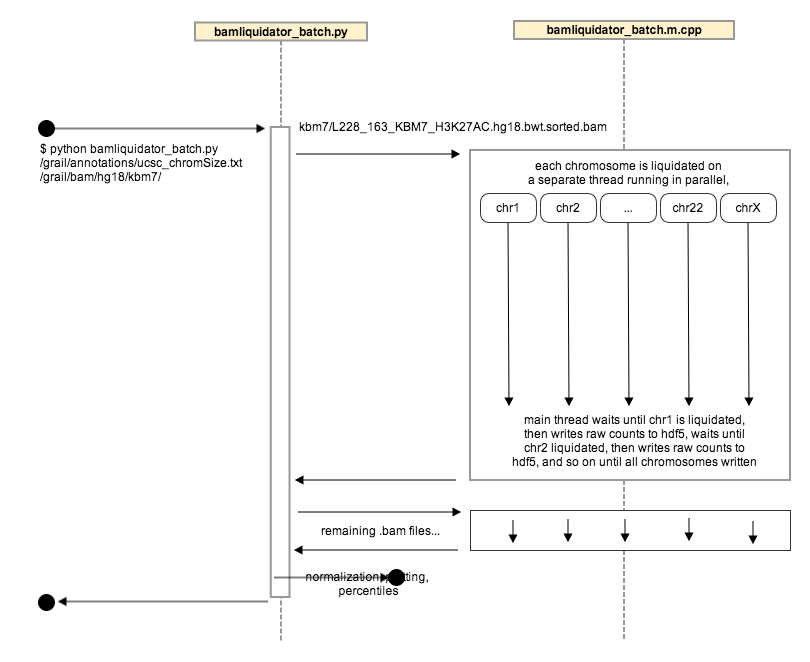 bamliquidator_batch.py
bamliquidator_batch.m.cpp
kbm7/L228_163_KBM7_H3K27AC.hg18.bwt.sorted.bam
$ python bamliquidator_batch.py
/grail/annotations/ucsc_chromSize.txt
/grail/bam/hg18/kbm7/
each chromosome is liquidated on
a separate thread running in parallel,
chr1
chr2
...
chr22
chrX
main thread waits until chr1 is liquidated,
then writes raw counts to hdf5, waits until
chr2 liquidated, then writes raw counts to
hdf5, and so on until all chromosomes written
remaining .bam files...
normalization, plotting,
percentiles